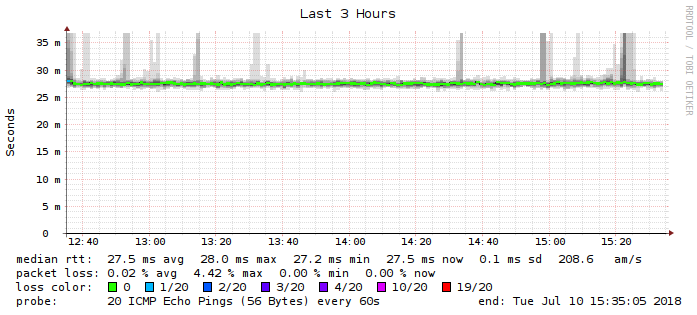 Last 3 Hours
RRDTOOL / TOBI OETIKER
Seconds
35 m
30 m
25 m
20 m
15 m
10 m
5 m
0
12:40 13:00 13:20 13:40 14:00 14:20 14:40 15:00 15:20
median rtt: 27.5 ms avg 28.0 ms max 27.2 ms min 27.5 ms now 0.1 ms sd 208.6 am/s
packet loss: 0.02 % avg 4.42 % max 0.00 % min 0.00 % now
loss color: 0 1/20 2/20 3/20 4/20 10/20 19/20
probe: 20 ICMP Echo Pings (56 Bytes) every 60s end: Tue Jul 10 15:35:05 2018